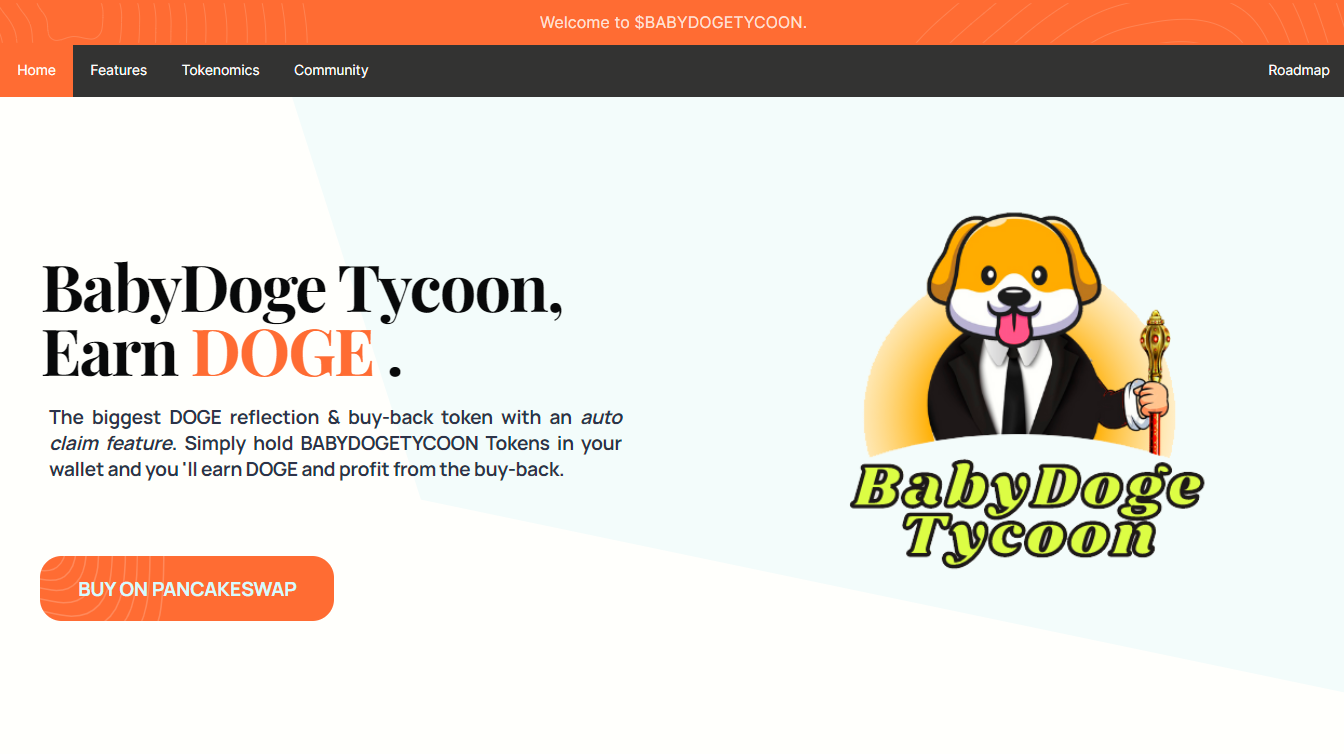 Welcome to $BABYDOGETYCOON.
Home Features Tokenomics Community Roadmap
BabyDoge Tycoon,
Earn DOGE .
The biggest DOGE reflection & buy-back token with an auto
claim feature. Simply hold BABYDOGETYCOON Tokens in your
wallet and you 'll earn DOGE and profit from the buy-back.
BUY ON PANCAKESWAP
BabyDoge
Tycoon